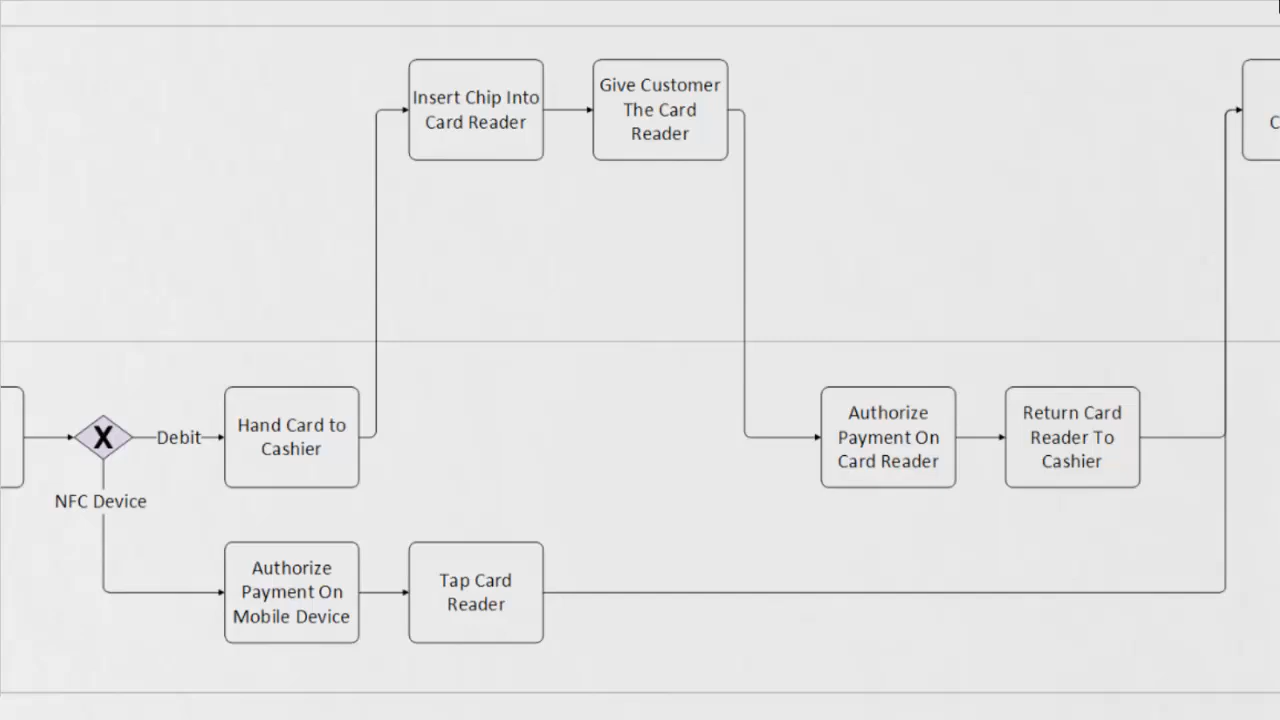 Insert Chip Into
Card Reader
Give Customer
The Card
Reader
C
X
Debit
Hand Card to
Cashier
Authorize
Payment On
Card Reader
Return Card
Reader To
Cashier
NFC Device
Authorize
Payment On
Mobile Device
Tap Card
Reader